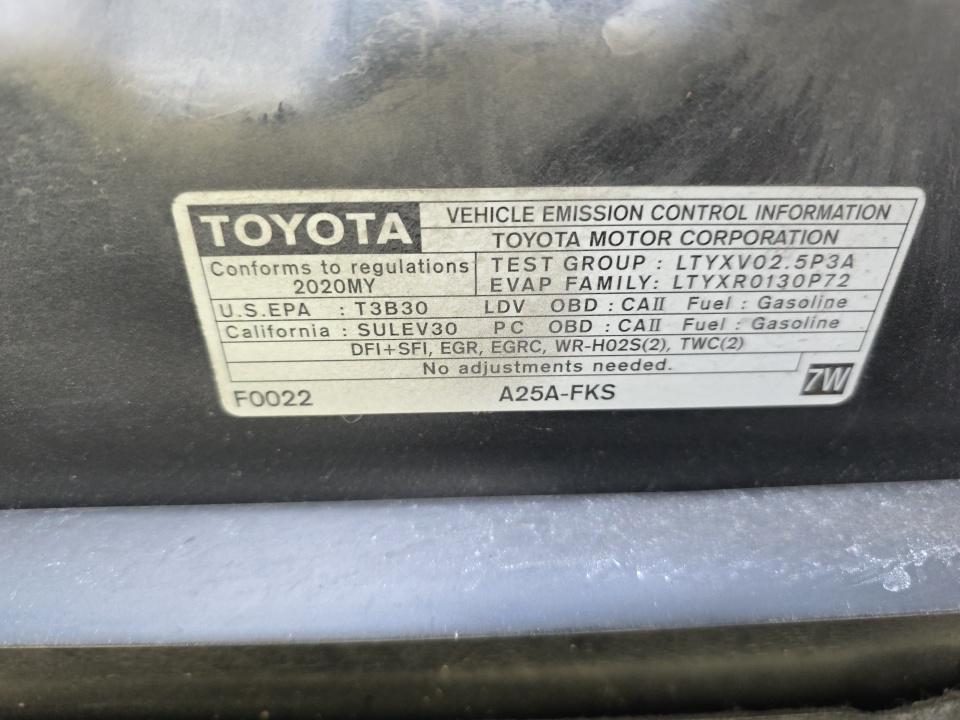 TOYOTA
VEHICLE EMISSION CONTROL INFORMATION
TOYOTA MOTOR CORPORATION
Conforms to regulations
2020MY
TEST GROUP : LTYXV02.5P3A
EVAP FAMILY: LTYXR0130P72
U.S.EPA : T3B30 LDV OBD : CAII Fuel : Gasoline
California : SULEV30 PC OBD : CAII Fuel : Gasoline
DFI+SFI, EGR, EGRC, WR-HO2S(2), TWC(2)
No adjustments needed.
F0022 A25A-FKS 7W